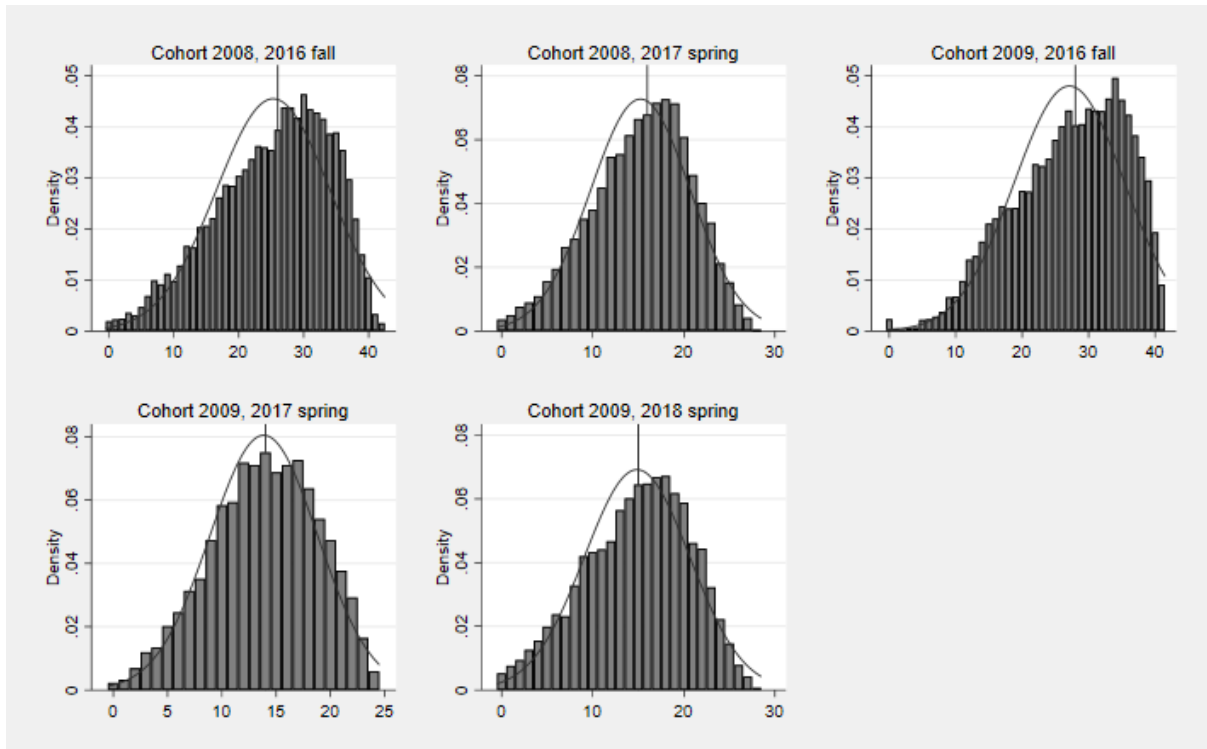 Cohort 2008, 2016 fall
Density
0 .01 .02 .03 .04 .05
0 10 20 30 40
Cohort 2008, 2017 spring
Density
0 .02 .04 .06 .08
0 10 20 30
Cohort 2009, 2016 fall
Density
0 .01 .02 .03 .04 .05
0 10 20 30 40
Cohort 2009, 2017 spring
Density
0 .02 .04 .06 .08
0 5 10 15 20 25
Cohort 2009, 2018 spring
Density
0 .02 .04 .06 .08
0 10 20 30